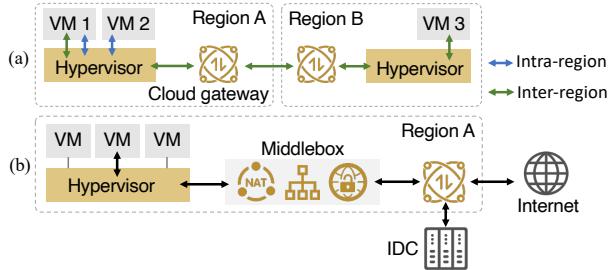 VM 1 VM 2 Region A Region B VM 3
(a) Hypervisor Hypervisor Intra-region
Cloud gateway Inter-region
VM VM VM Region A
(b) Middlebox
Hypervisor NAT
Internet
IDC